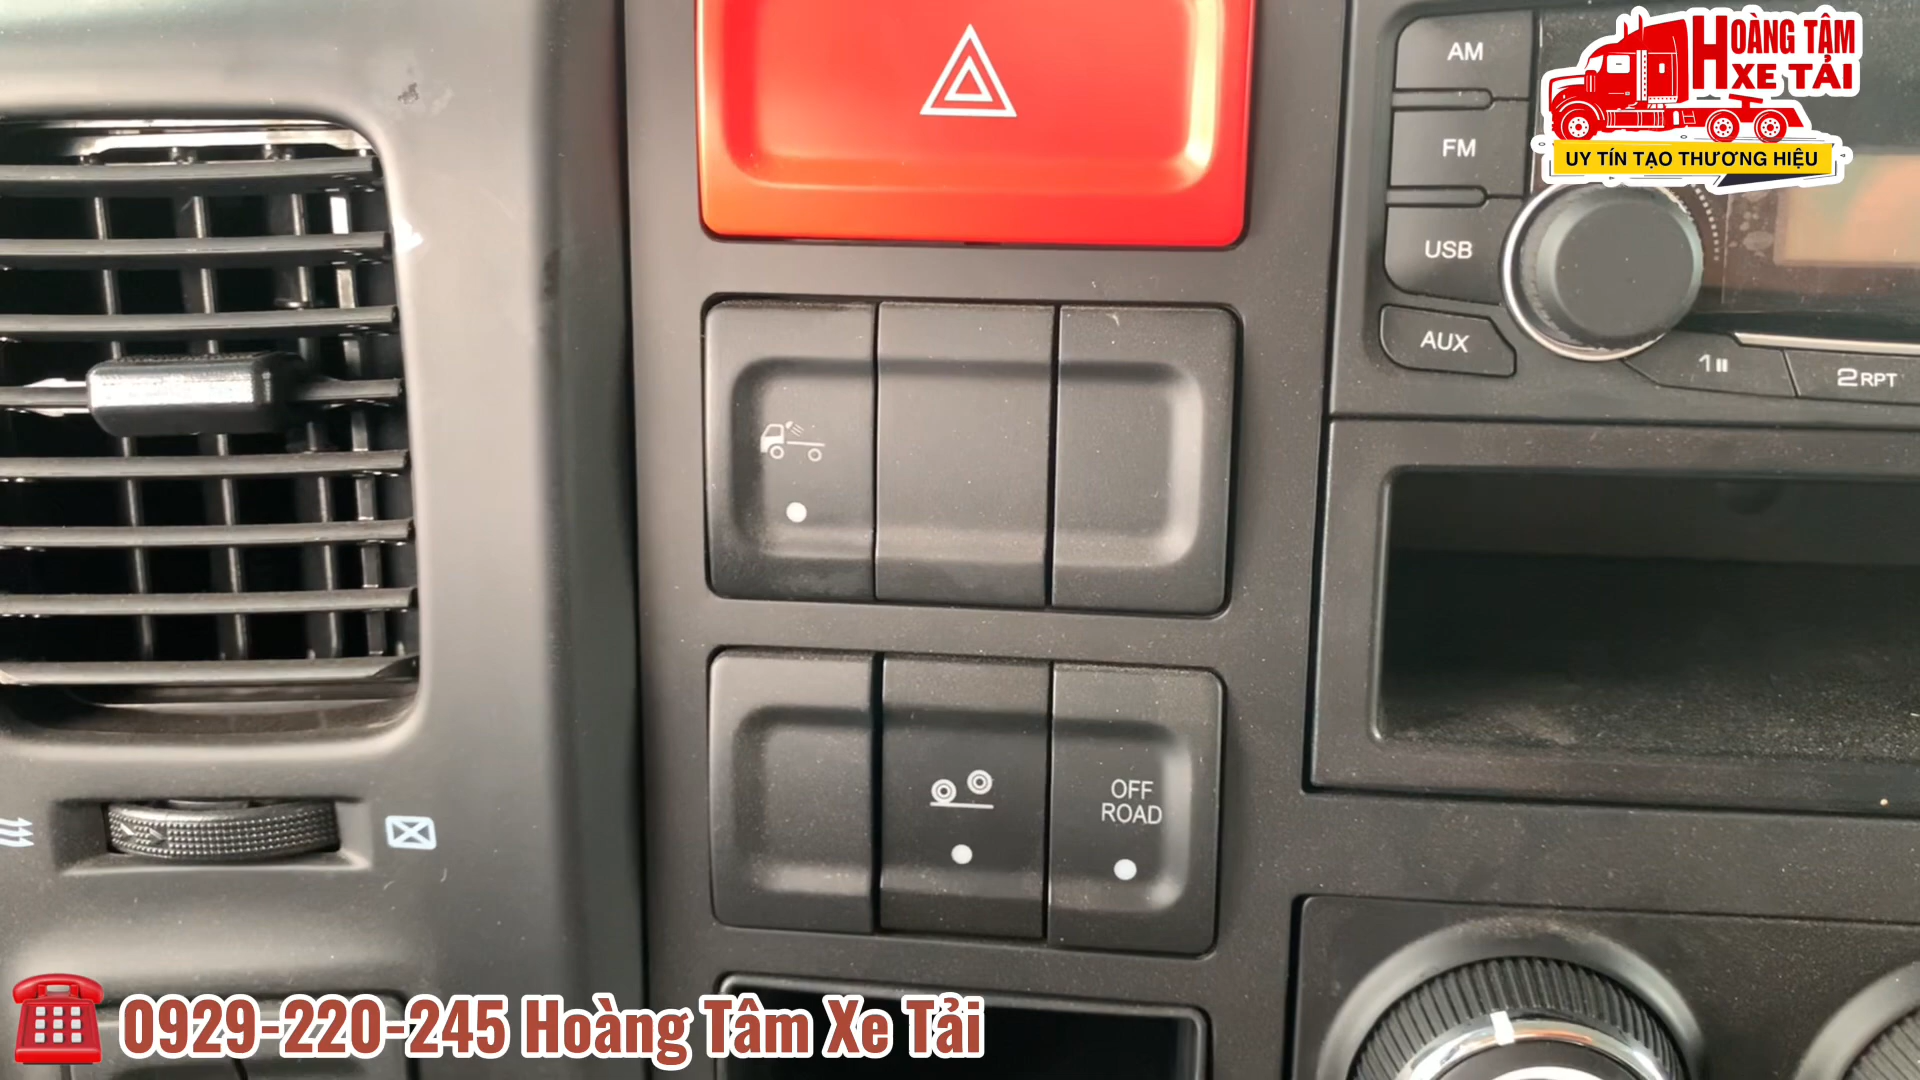 AM
FM
USB
AUX
1
2RPT
HOÀNG TÂM
XE TẢI
UY TÍN TẠO THƯƠNG HIỆU
OFF
ROAD
0929-220-245 Hoàng Tâm Xe Tải